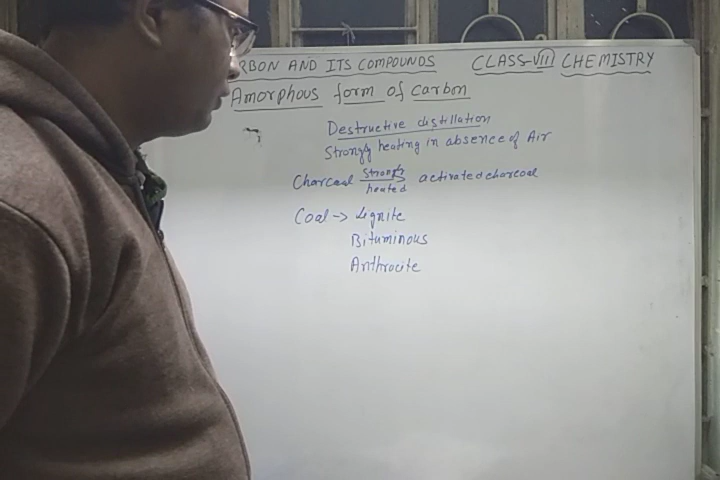 RBON AND ITS COMPOUNDS CLASS-VIII CHEMISTRY
Amorphous form of carbon
Destructive distillation
Strongly heating in absence of Air
Charcoal strongly heated activated charcoal
Coal → Lignite
Bituminous
Anthrocite